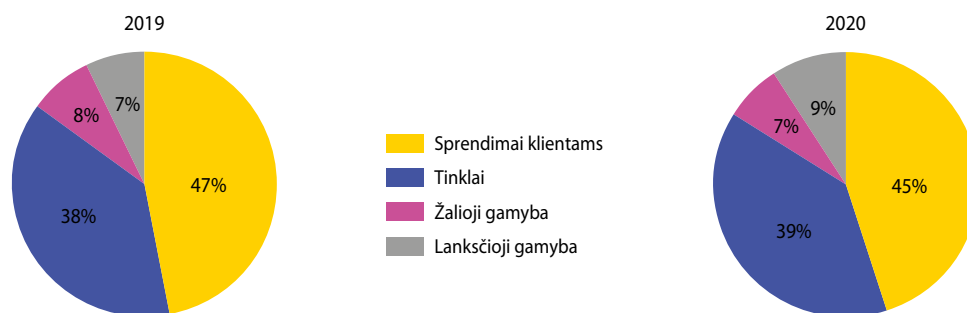 2019
7%
8%
47%
38%
Sprendimai klientams
Tinklai
Žalioji gamyba
Lanksčioji gamyba
2020
9%
7%
45%
39%